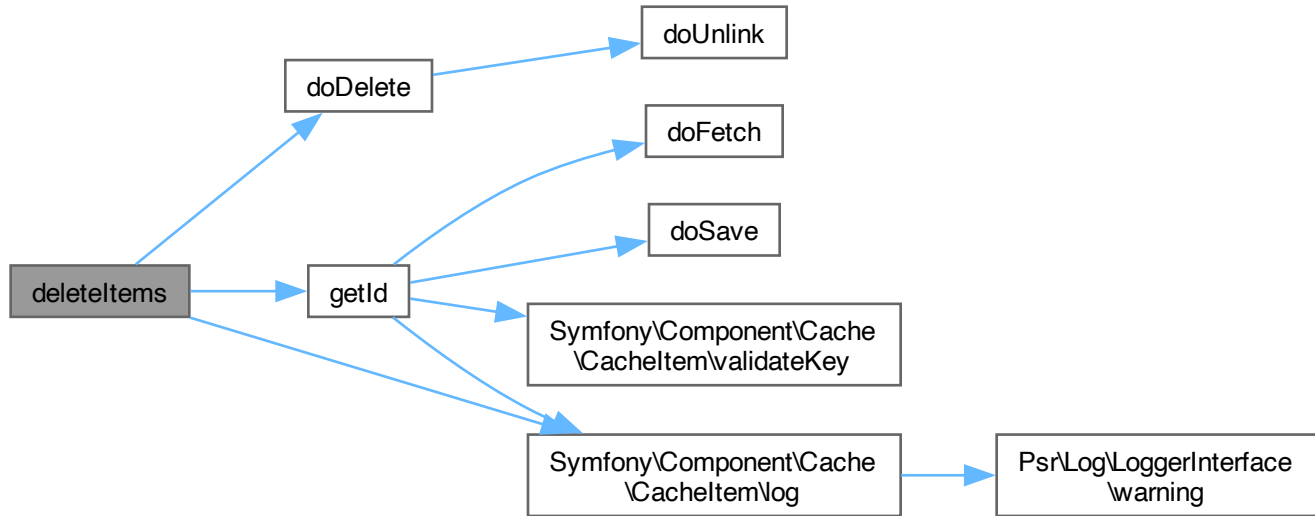 doUnlink
doDelete
doFetch
doSave
deleteItems
getId
Symfony\Component\Cache
\CacheItem\validateKey
Symfony\Component\Cache
\CacheItem\log
Psr\Log\LoggerInterface
\warning